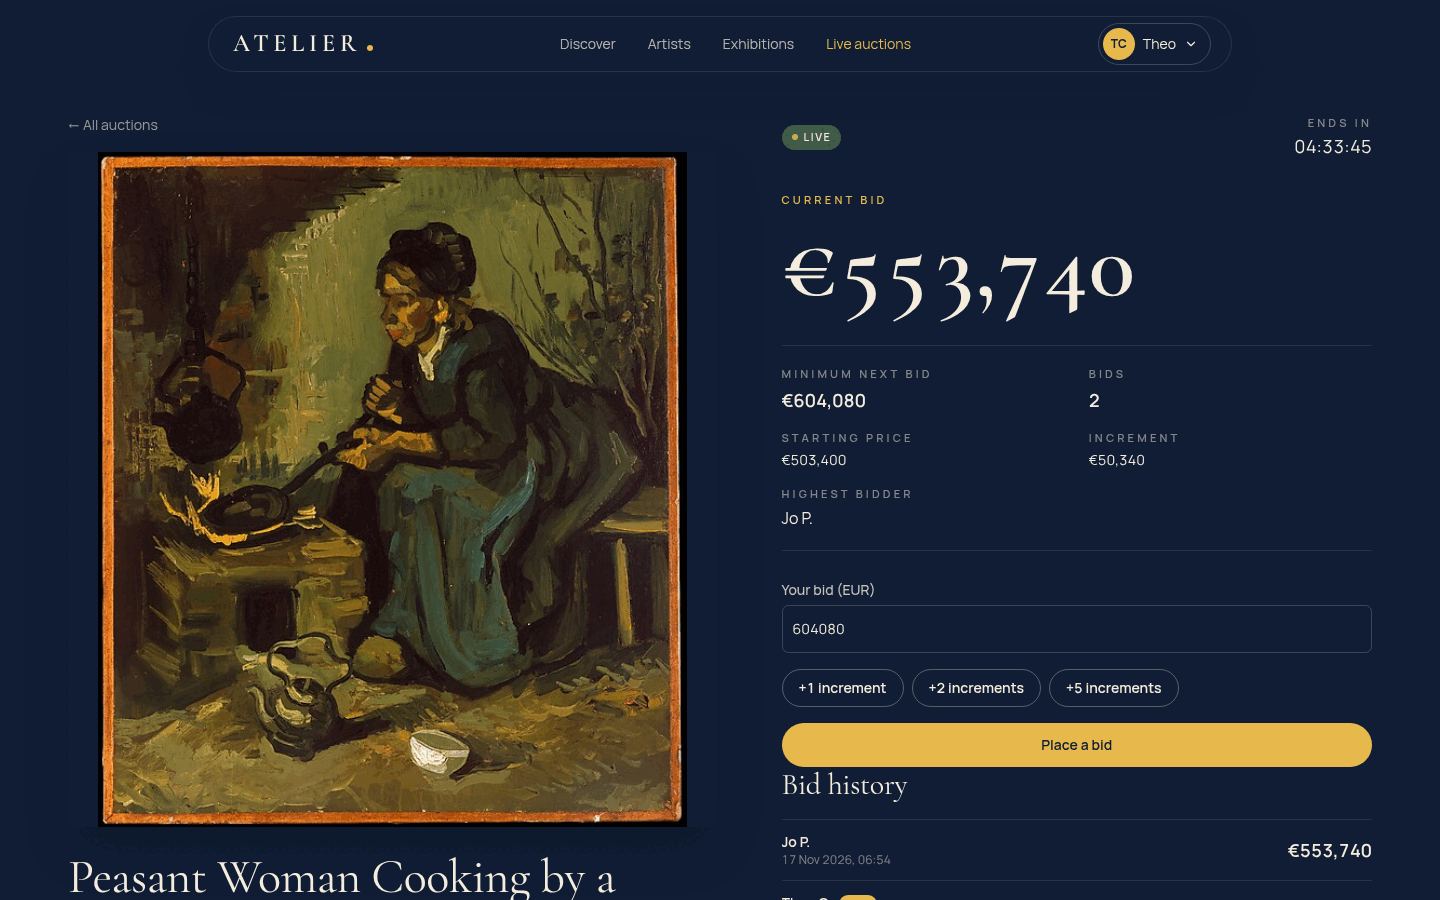 ATELIER
Discover Artists Exhibitions Live auctions
TC Theo
← All auctions
LIVE
ENDS IN
04:33:45
CURRENT BID
€553,740
MINIMUM NEXT BID
€604,080
BIDS
2
STARTING PRICE
€503,400
INCREMENT
€50,340
HIGHEST BIDDER
Jo P.
Your bid (EUR)
604080
+1 increment
+2 increments
+5 increments
Place a bid
Bid history
Jo P.
17 Nov 2026, 06:54
€553,740
Peasant Woman Cooking by a